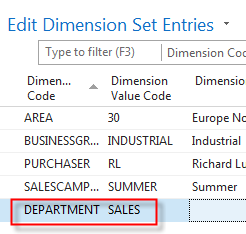 Edit Dimension Set Entries
Type to filter (F3) Dimension Code
Dimen... Code Dimension Value Code Dimension
AREA 30 Europe No
BUSINESSGR... INDUSTRIAL Industrial
PURCHASER RL Richard Lu
SALESCAMP... SUMMER Summer
DEPARTMENT SALES